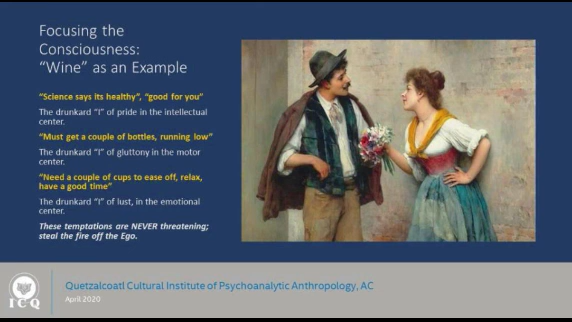 Focusing the
Consciousness:
“Wine” as an Example
“Science says its healthy”, “good for you”
The drunkard “I” of pride in the intellectual
center.
“Must get a couple of bottles, running low”
The drunkard “I” of gluttony in the motor
center.
“Need a couple of cups to ease off, relax,
have a good time”
The drunkard “I” of lust, in the emotional
center.
These temptations are NEVER threatening;
steal the fire off the Ego.
I C Q
Quetzalcoatl Cultural Institute of Psychoanalytic Anthropology, AC
April 2020